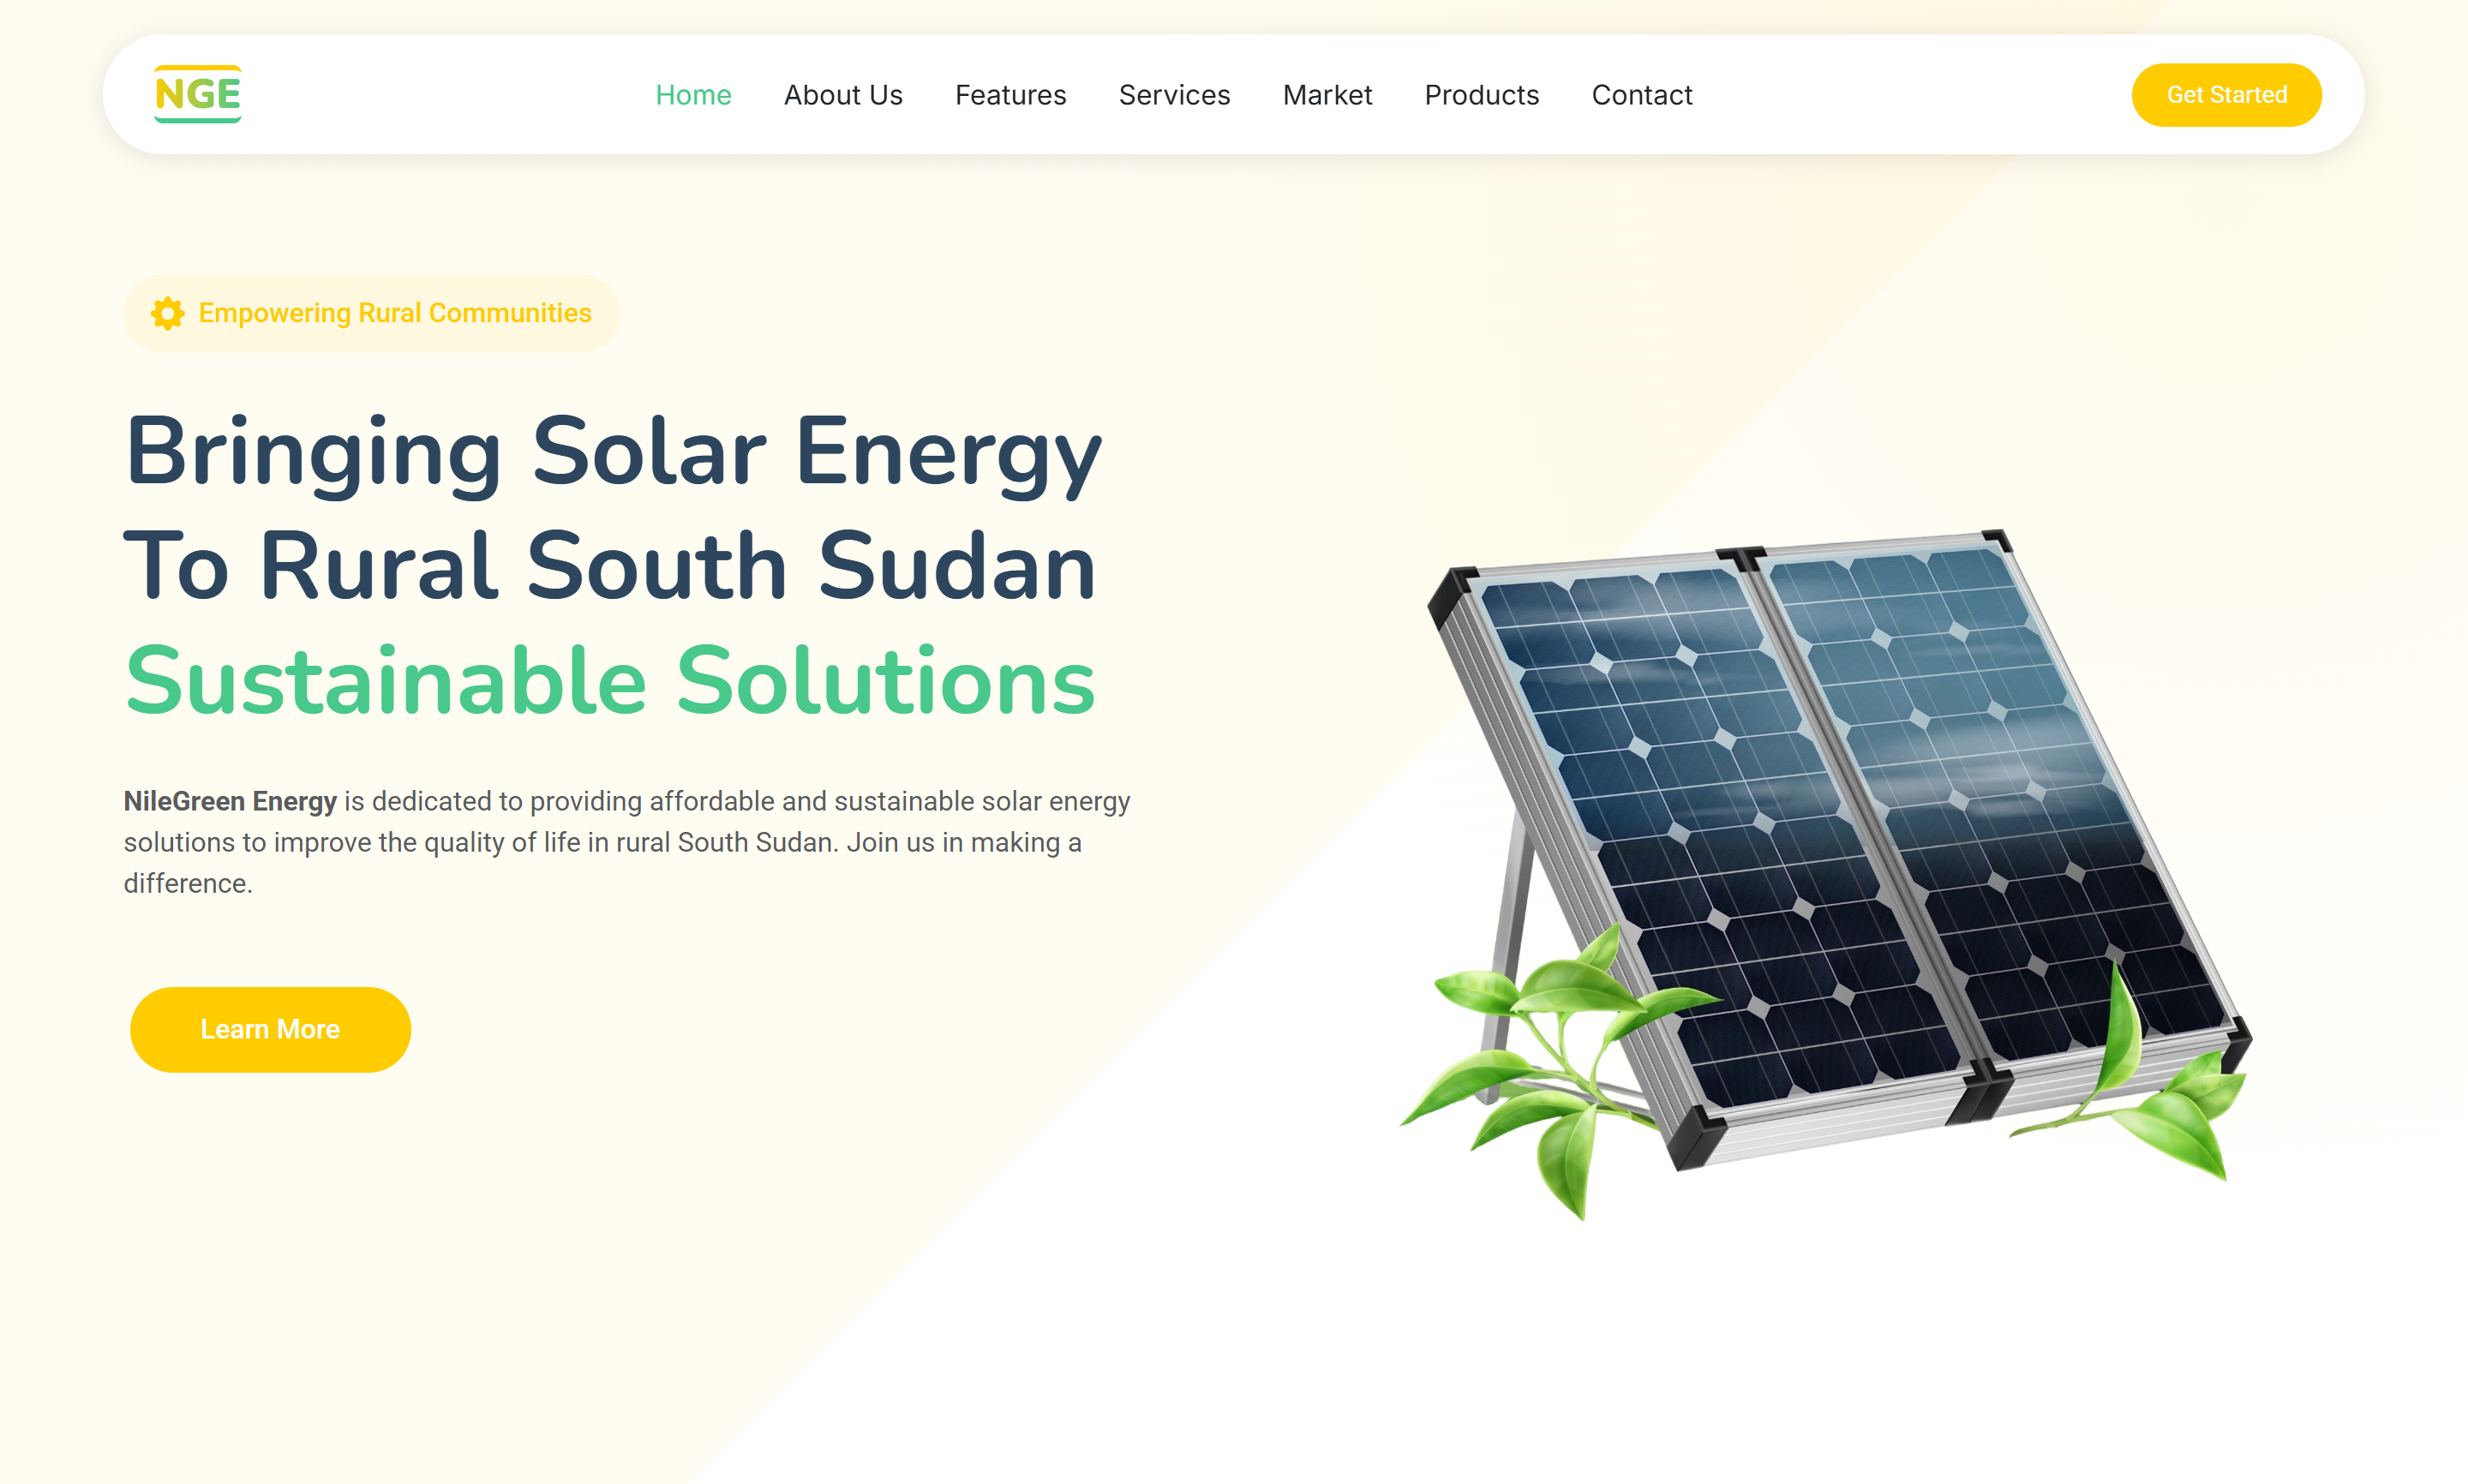 NGE
Home About Us Features Services Market Products Contact
Get Started
Empowering Rural Communities
Bringing Solar Energy
To Rural South Sudan
Sustainable Solutions
NileGreen Energy is dedicated to providing affordable and sustainable solar energy
solutions to improve the quality of life in rural South Sudan. Join us in making a
difference.
Learn More